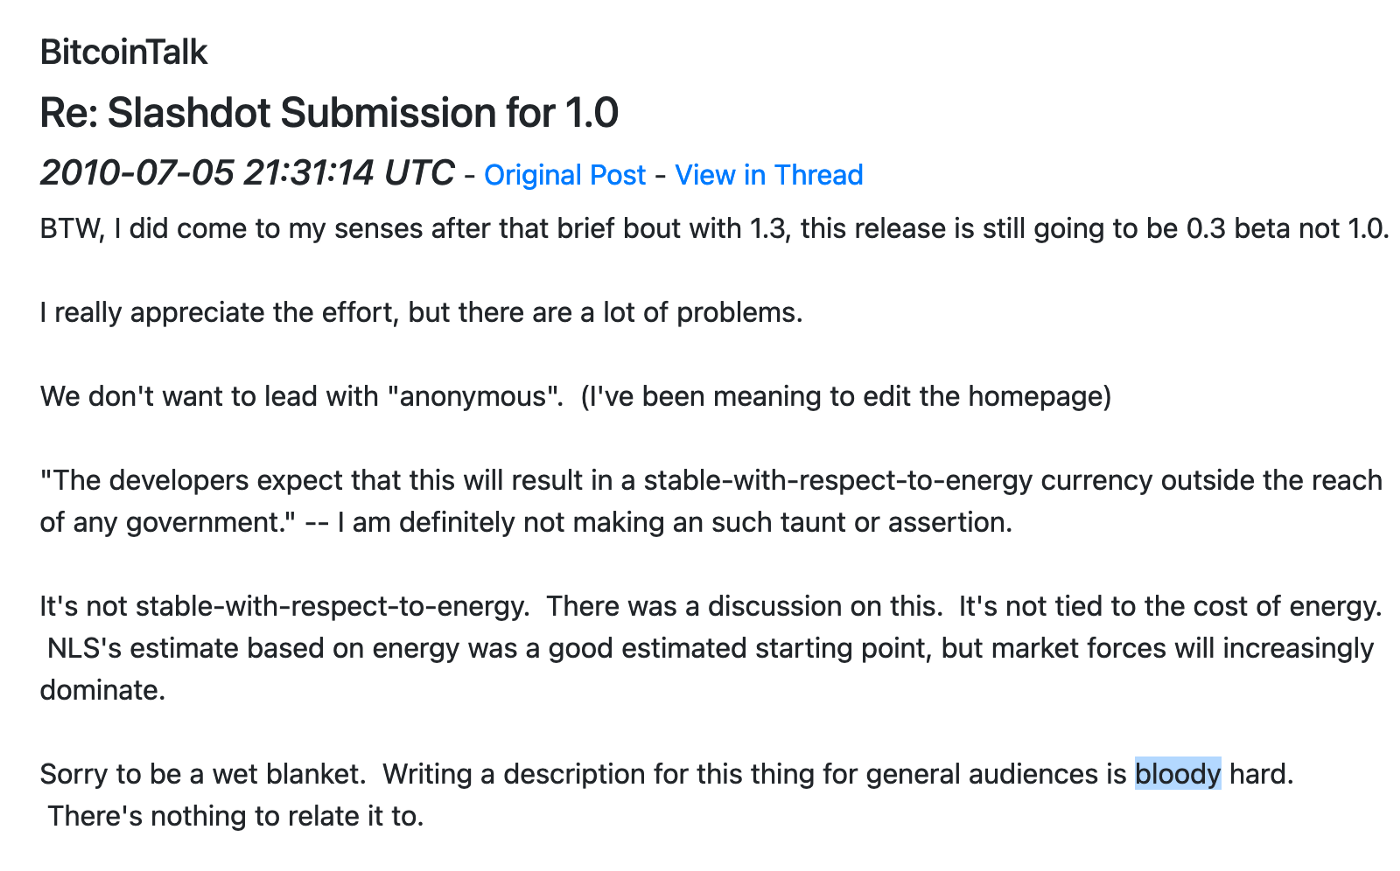 BitcoinTalk
Re: Slashdot Submission for 1.0
2010-07-05 21:31:14 UTC - Original Post - View in Thread
BTW, I did come to my senses after that brief bout with 1.3, this release is still going to be 0.3 beta not 1.0.
I really appreciate the effort, but there are a lot of problems.
We don't want to lead with "anonymous".  (I've been meaning to edit the homepage)
"The developers expect that this will result in a stable-with-respect-to-energy currency outside the reach
of any government." -- I am definitely not making an such taunt or assertion.
It's not stable-with-respect-to-energy.  There was a discussion on this.  It's not tied to the cost of energy.
NLS's estimate based on energy was a good estimated starting point, but market forces will increasingly
dominate.
Sorry to be a wet blanket.  Writing a description for this thing for general audiences is bloody hard.
There's nothing to relate it to.